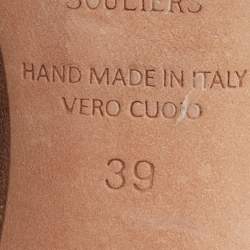 SOULIERS
HAND MADE IN ITALY
VERO CUOIO
39